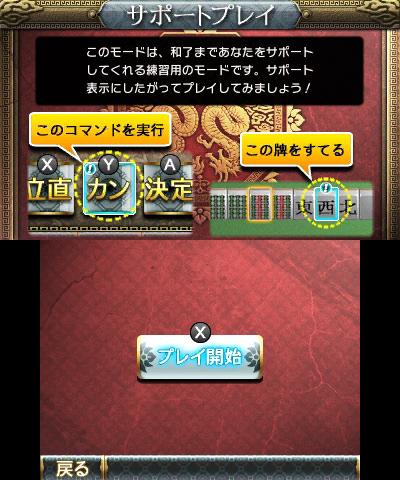 サポートプレイ
このモードは、和了まであなたをサポート
してくれる練習用のモードです。サポート
表示にしたがってプレイしてみましょう！
このコマンドを実行
この牌をすてる
X Y A
立直 カン 決定
東 西 北
X
プレイ開始
戻る